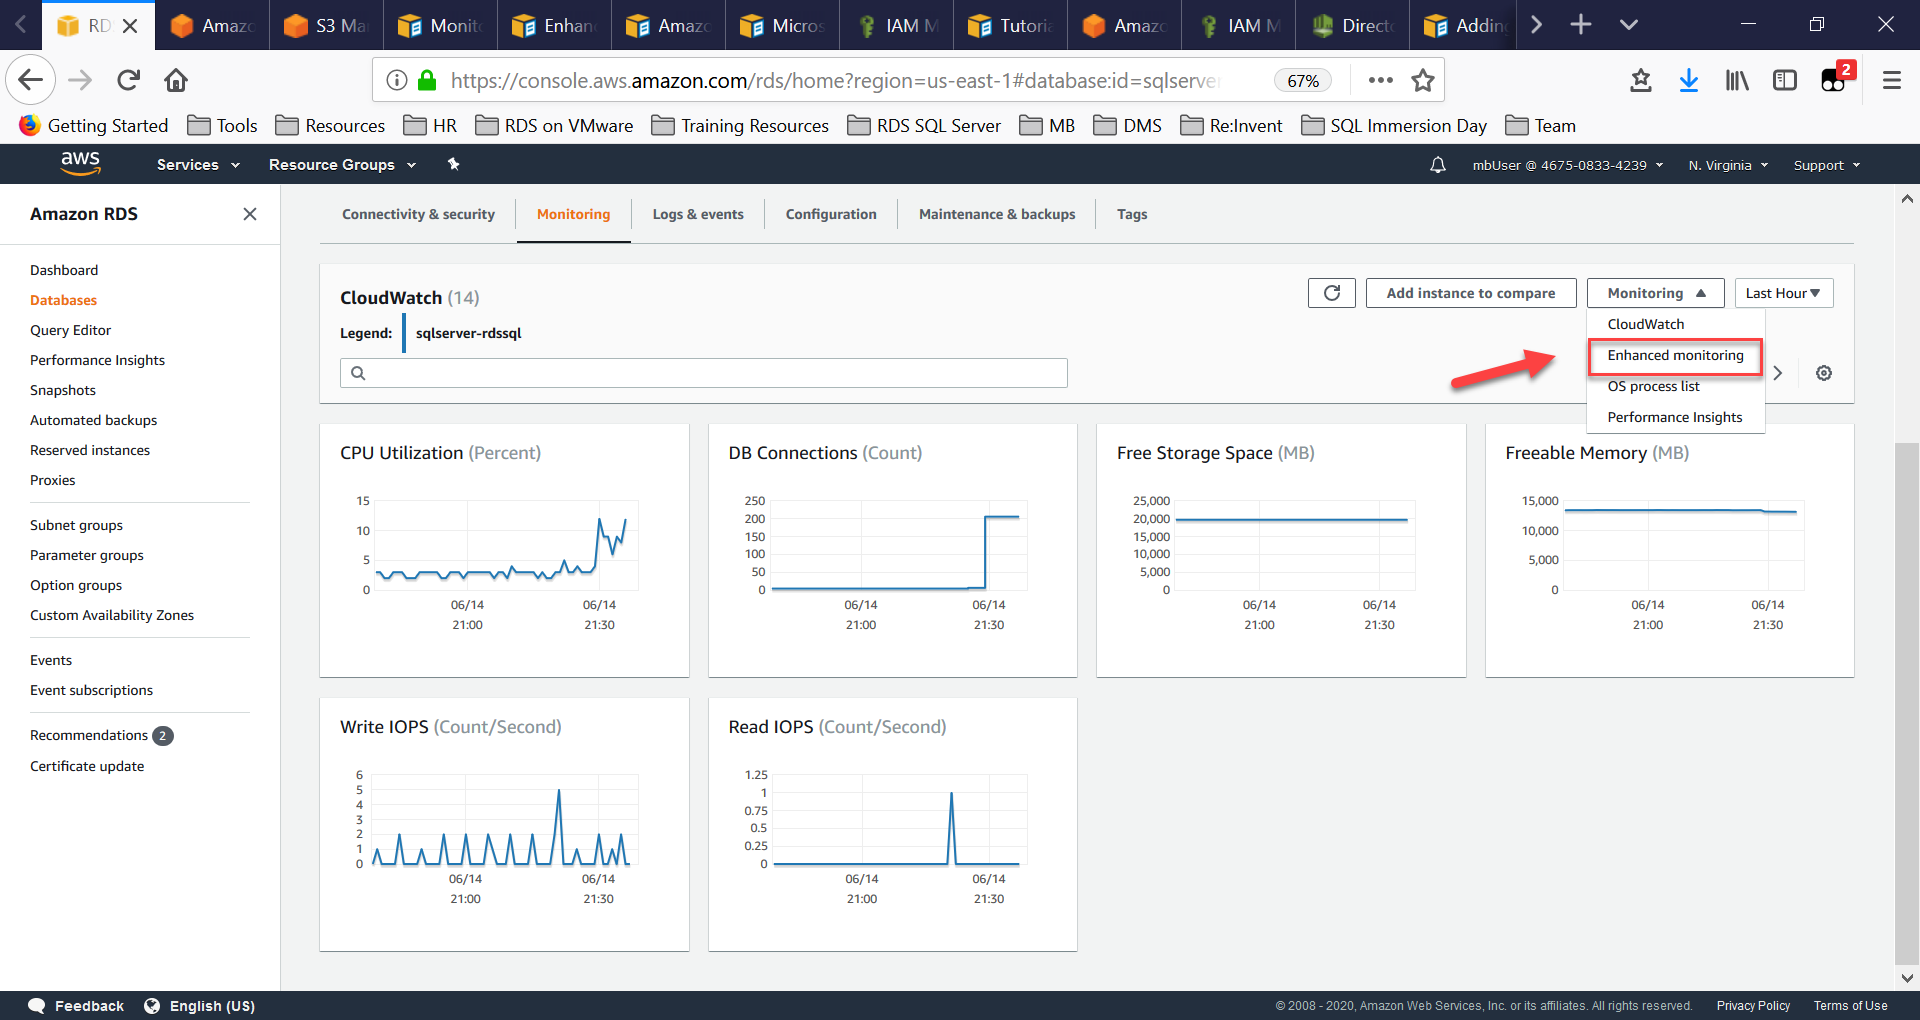 RD
Amazo
S3 Ma
Monito
Enhan
Amazo
Micros
IAM M
Tutoria
Amazo
IAM M
Direct
Adding
https://console.aws.amazon.com/rds/home?region=us-east-1#database:id=sqlserver
67%
2
Getting Started
Tools
Resources
HR
RDS on VMware
Training Resources
RDS SQL Server
MB
DMS
Re:Invent
SQL Immersion Day
Team
aws
Services
Resource Groups
mbUser @ 4675-0833-4239
N. Virginia
Support
Amazon RDS
Dashboard
Databases
Query Editor
Performance Insights
Snapshots
Automated backups
Reserved instances
Proxies
Subnet groups
Parameter groups
Option groups
Custom Availability Zones
Events
Event subscriptions
Recommendations 2
Certificate update
Connectivity & security
Monitoring
Logs & events
Configuration
Maintenance & backups
Tags
CloudWatch (14)
Add instance to compare
Monitoring
Last Hour
Legend: sqlserver-rdssql
CloudWatch
Enhanced monitoring
OS process list
Performance Insights
CPU Utilization (Percent)
15
10
5
0
06/14
21:00
06/14
21:30
DB Connections (Count)
250
200
150
100
50
0
06/14
21:00
06/14
21:30
Free Storage Space (MB)
25,000
20,000
15,000
10,000
5,000
0
06/14
21:00
06/14
21:30
Freeable Memory (MB)
15,000
10,000
5,000
0
06/14
21:00
06/14
21:30
Write IOPS (Count/Second)
6
5
4
3
2
1
0
06/14
21:00
06/14
21:30
Read IOPS (Count/Second)
1.25
1
0.75
0.5
0.25
0
06/14
21:00
06/14
21:30
Feedback
English (US)
© 2008 - 2020, Amazon Web Services, Inc. or its affiliates. All rights reserved.
Privacy Policy
Terms of Use